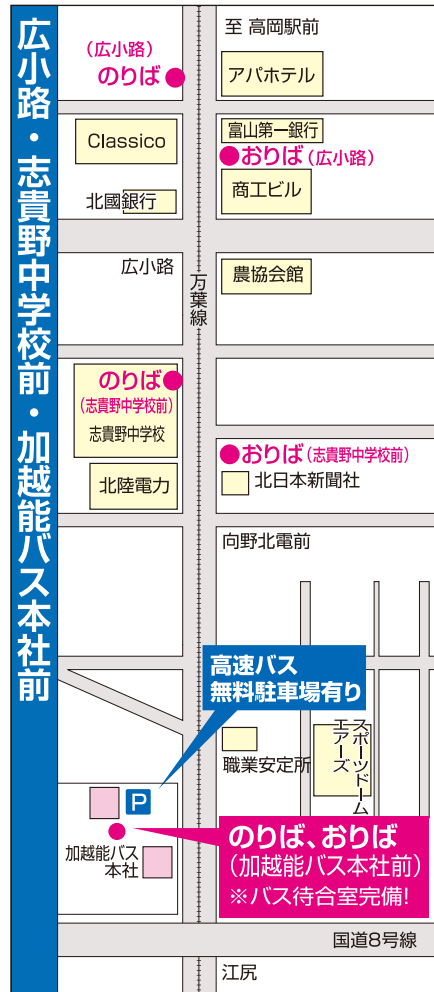 広小路・志貴野中学校前・加越能バス本社前
至 高岡駅前
(広小路)
のりば
アパホテル
Classico
富山第一銀行
おりば(広小路)
北國銀行
商工ビル
広小路
万葉線
農協会館
のりば
(志貴野中学校前)
志貴野中学校
おりば(志貴野中学校前)
北陸電力
北日本新聞社
向野北電前
高速バス
無料駐車場有り
職業安定所
スポーツドーム
エアーズ
P
のりば、おりば
(加越能バス本社前)
※バス待合室完備!
加越能バス
本社
国道8号線
江尻